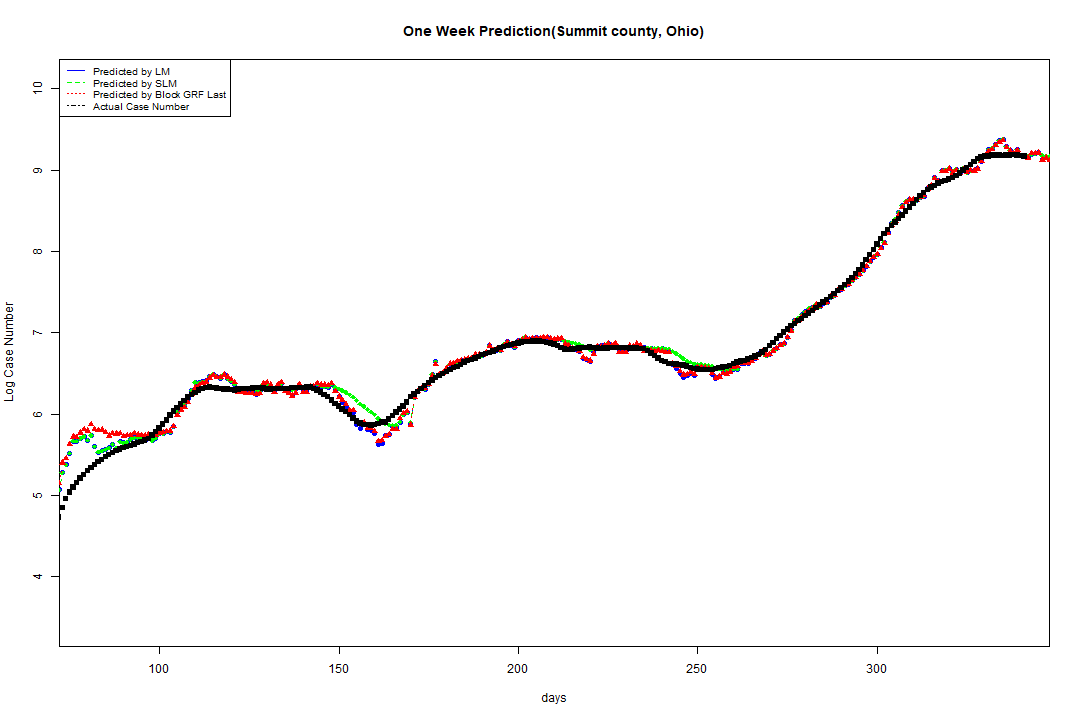 One Week Prediction(Summit county, Ohio)
Predicted by LM
Predicted by SLM
Predicted by Block GRF Last
Actual Case Number
10
9
8
7
6
5
4
Log Case Number
100 150 200 250 300
days